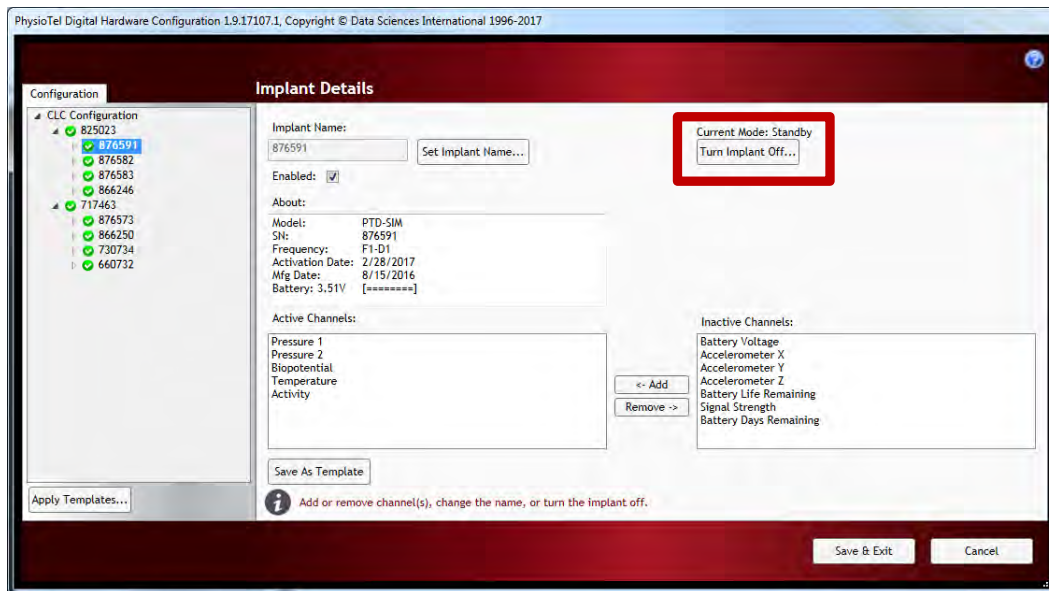 PhysioTel Digital Hardware Configuration 1.9.17107.1, Copyright © Data Sciences International 1996-2017
Configuration
Implant Details
CLC Configuration
825023
876591
876582
876583
866246
717463
876573
866250
730734
660732
Apply Templates...
Implant Name:
876591
Set Implant Name...
Enabled:
Current Mode: Standby
Turn Implant Off...
About:
Model: PTD-SIM
SN: 876591
Frequency: F1-D1
Activation Date: 2/28/2017
Mfg Date: 8/15/2016
Battery: 3.51V [========]
Active Channels:
Pressure 1
Pressure 2
Biopotential
Temperature
Activity
<- Add
Remove ->
Inactive Channels:
Battery Voltage
Accelerometer X
Accelerometer Y
Accelerometer Z
Battery Life Remaining
Signal Strength
Battery Days Remaining
Save As Template
Add or remove channel(s), change the name, or turn the implant off.
Save & Exit
Cancel